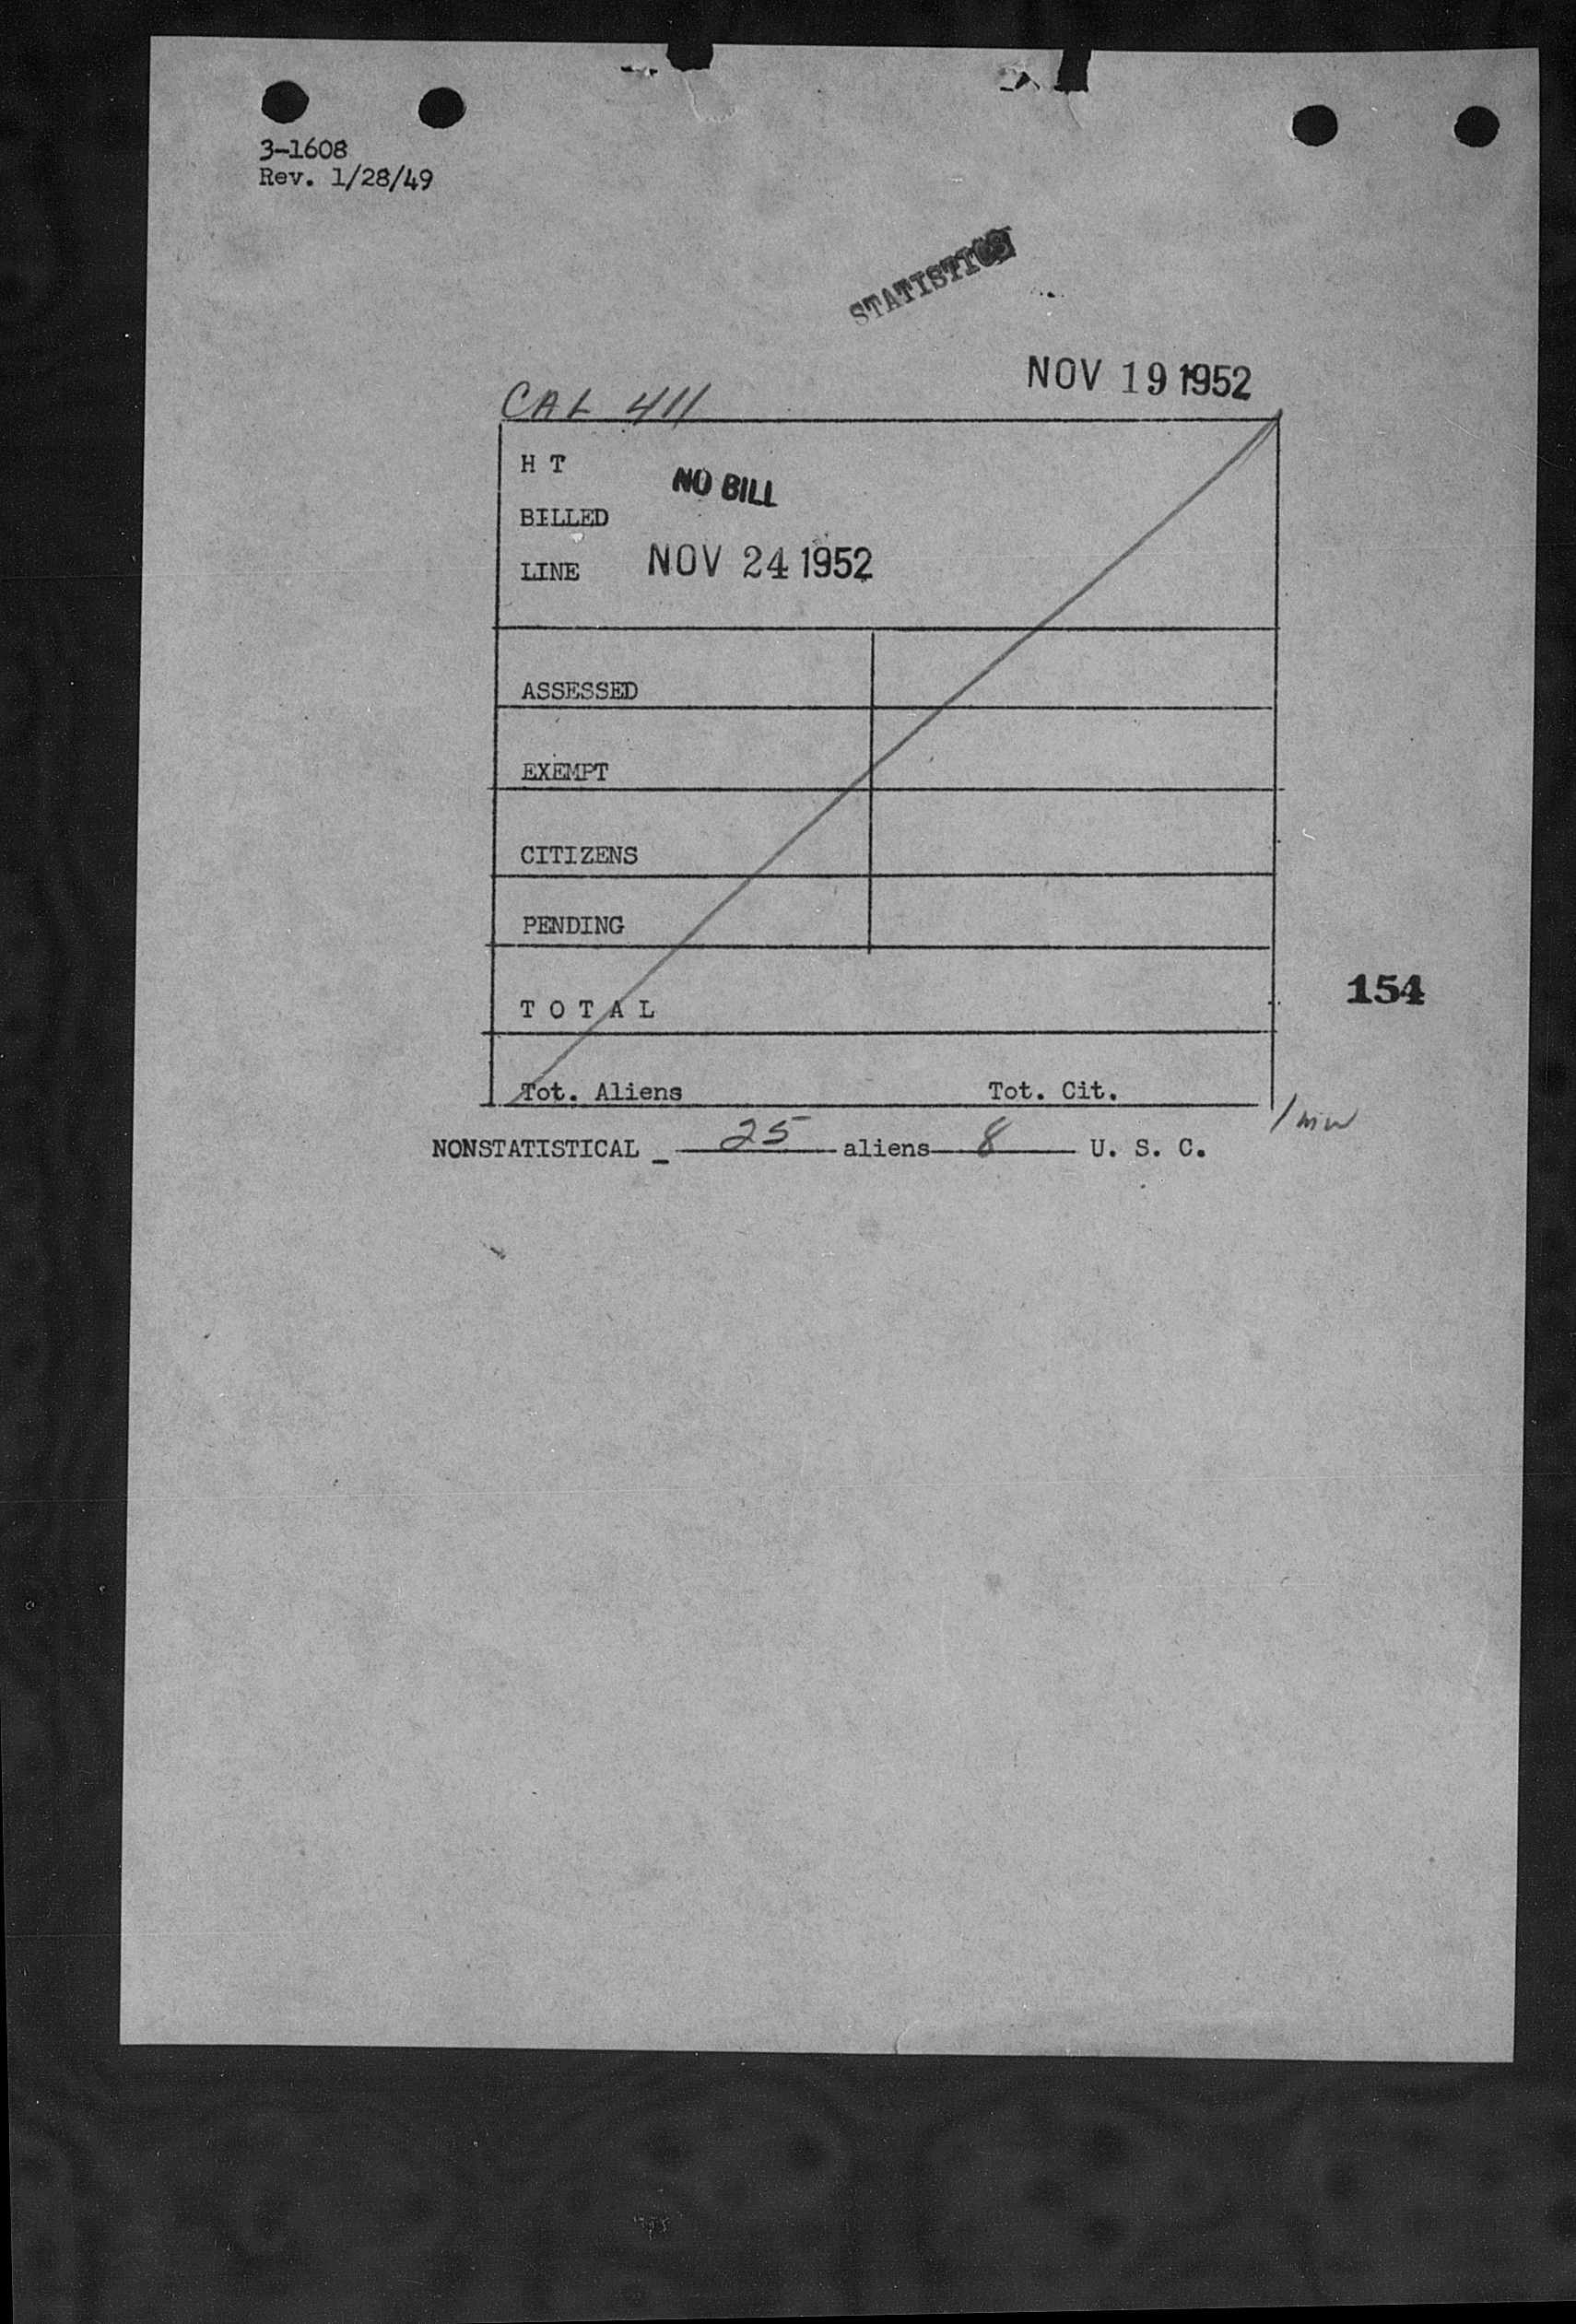 3-1608
Rev. 1/28/49
STATISTICS
NOV 19 1952
CAL 411
H T
NO BILL
BILLED
LINE NOV 24 1952
ASSESSED
EXEMPT
CITIZENS
PENDING
154
T O T A L
Tot. Aliens Tot. Cit.
NONSTATISTICAL - 25 aliens 8 U. S. C.